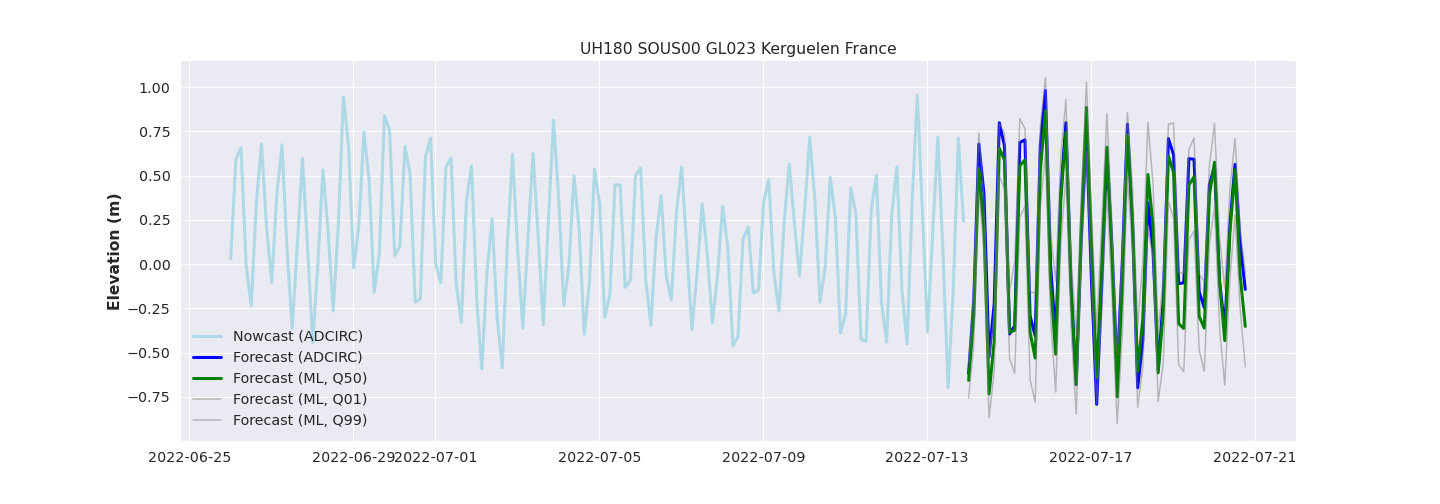 UH180 SOUS00 GL023 Kerguelen France
Elevation (m)
1.00
0.75
0.50
0.25
0.00
−0.25
−0.50
−0.75
Nowcast (ADCIRC)
Forecast (ADCIRC)
Forecast (ML, Q50)
Forecast (ML, Q01)
Forecast (ML, Q99)
2022-06-25 2022-06-29 2022-07-01 2022-07-05 2022-07-09 2022-07-13 2022-07-17 2022-07-21